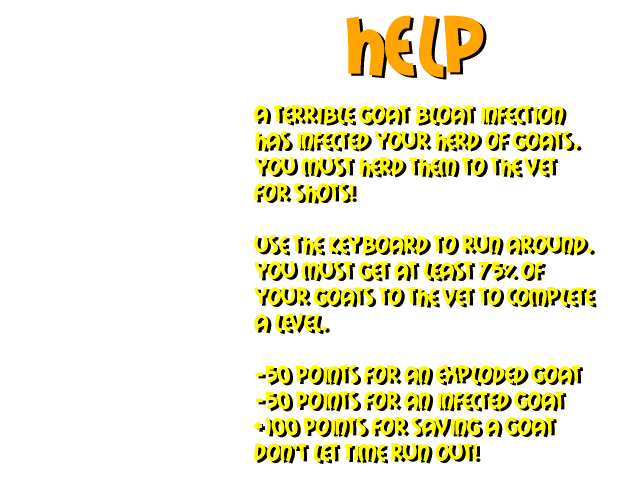 HELP
A TERRIBLE GOAT BLOAT INFECTION
HAS INFECTED YOUR HERD OF GOATS.
YOU MUST HERD THEM TO THE VET
FOR SHOTS!
USE THE KEYBOARD TO RUN AROUND.
YOU MUST GET AT LEAST 75% OF
YOUR GOATS TO THE VET TO COMPLETE
A LEVEL.
-50 POINTS FOR AN EXPLODED GOAT
-50 POINTS FOR AN INFECTED GOAT
+100 POINTS FOR SAVING A GOAT
DON'T LET TIME RUN OUT!